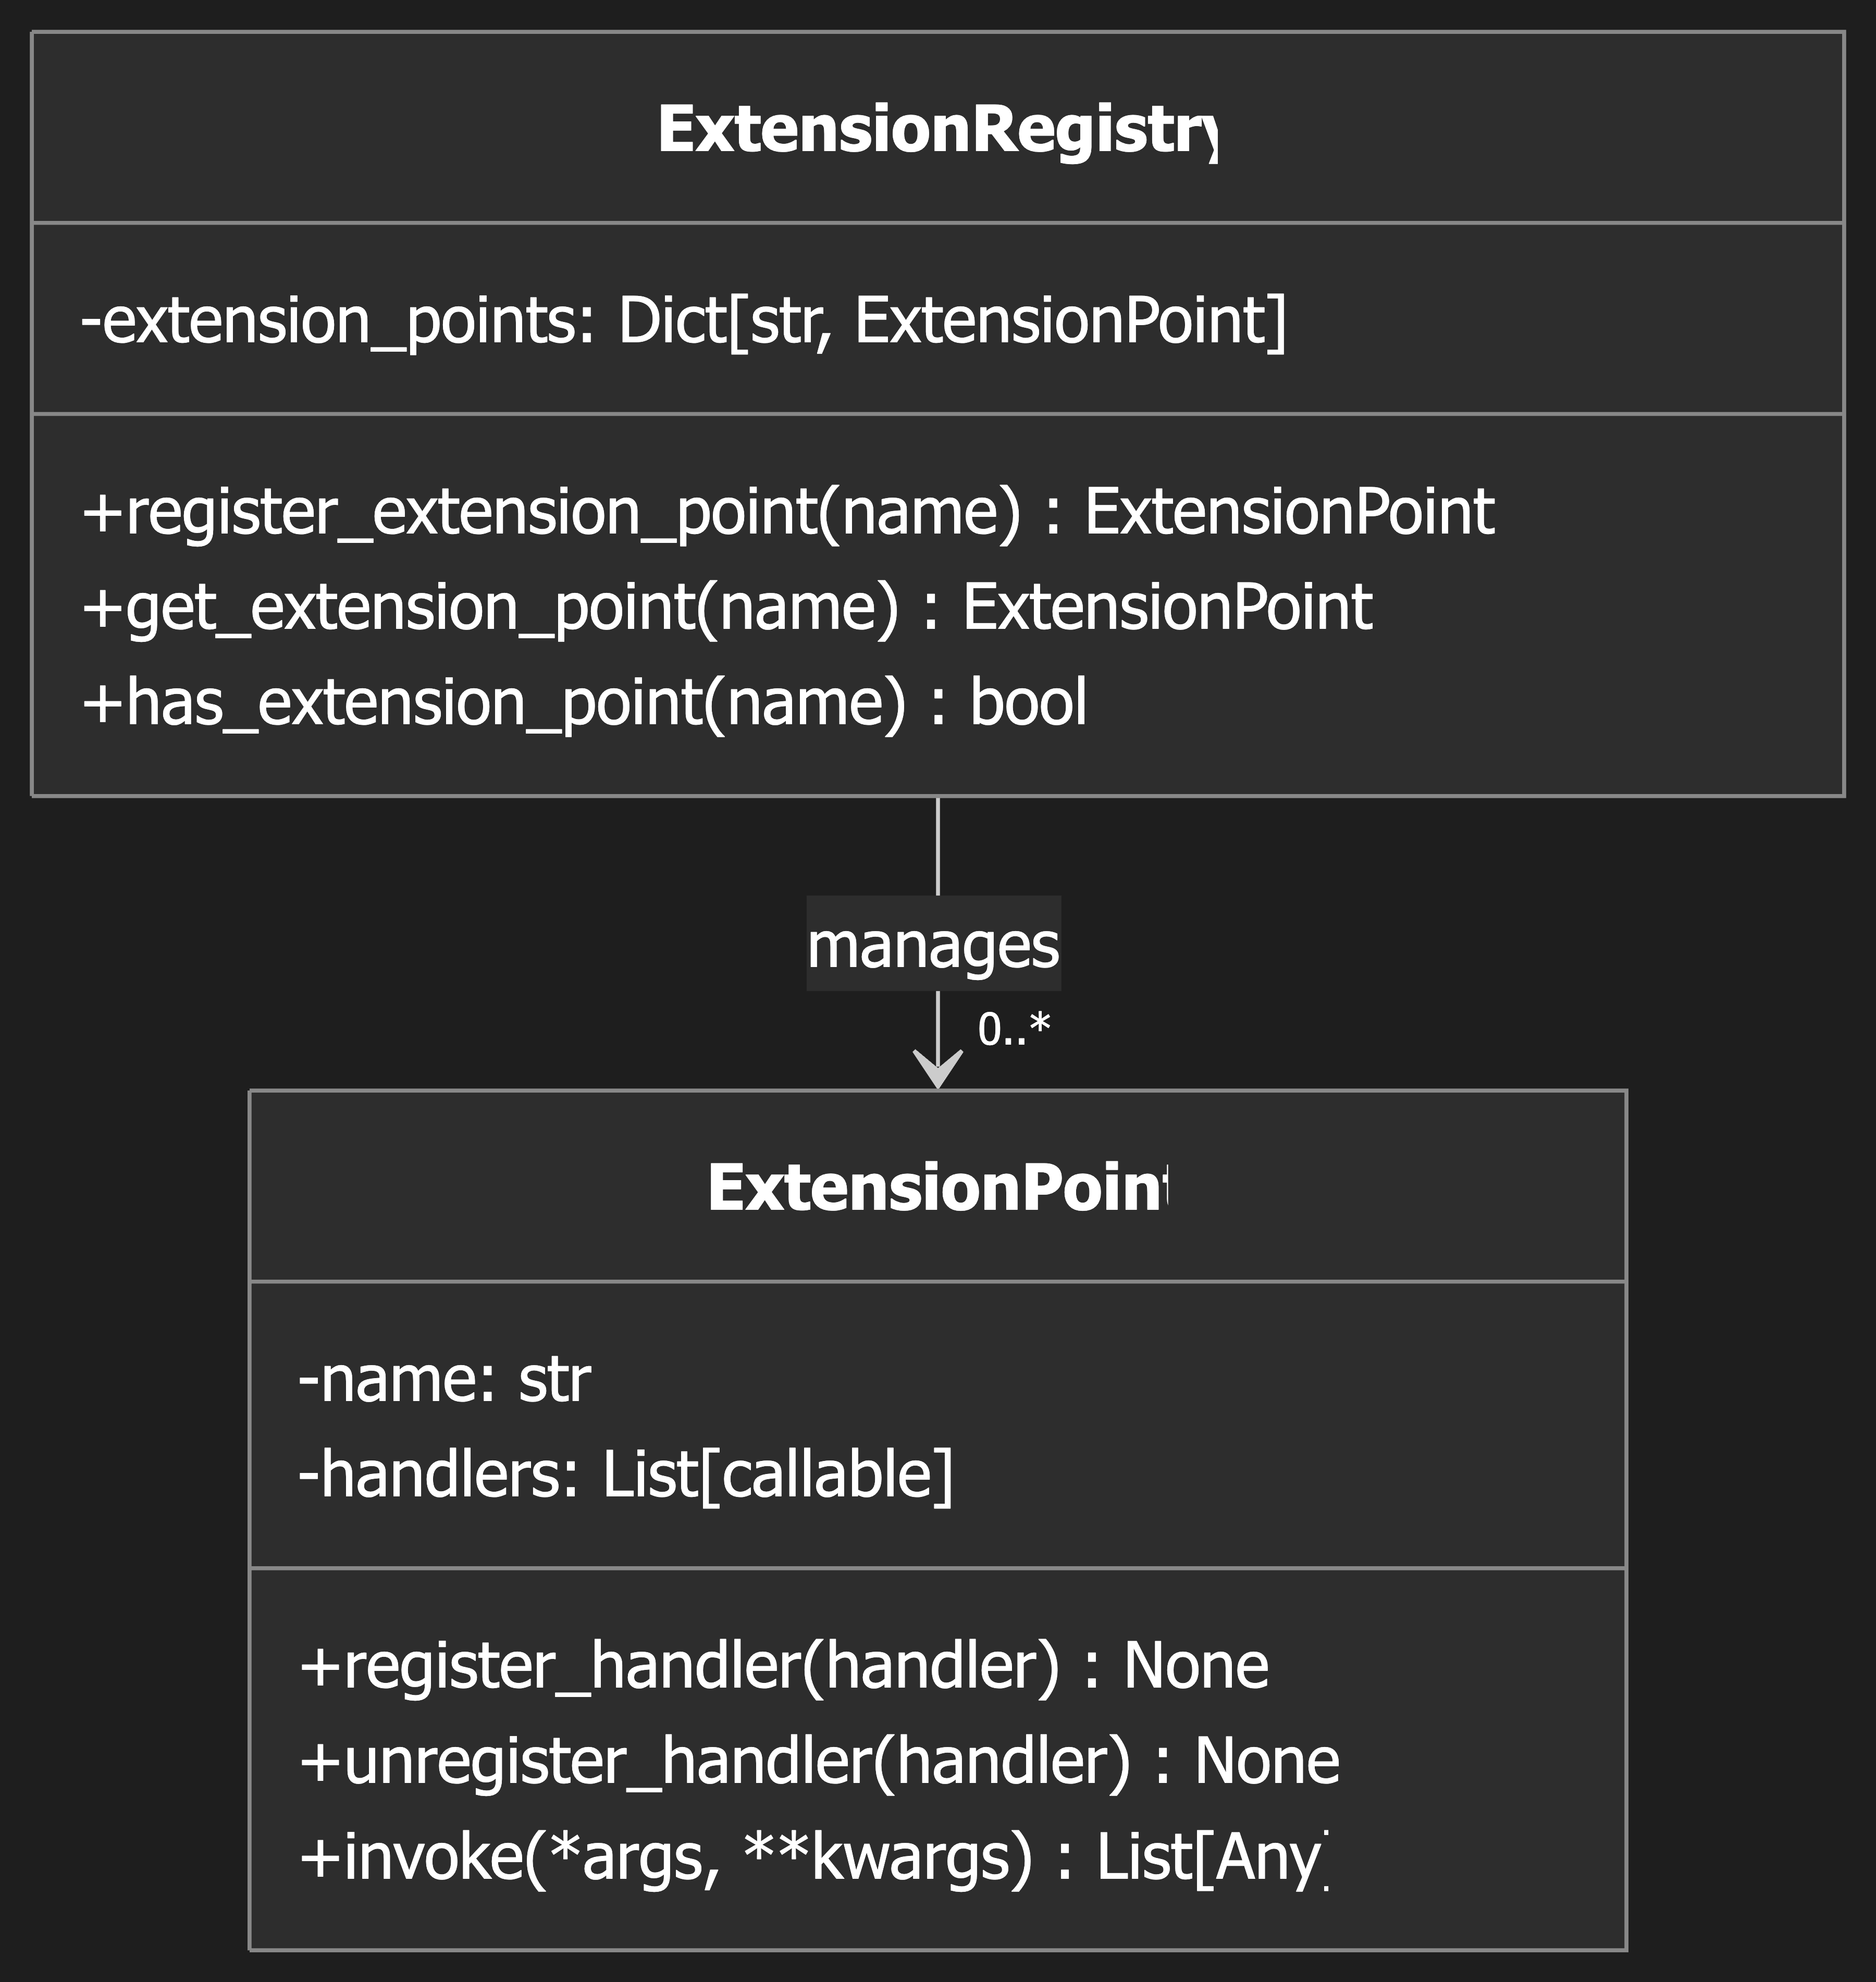 ExtensionRegistry
-extension_points: Dict[str, ExtensionPoint]
+register_extension_point(name) : ExtensionPoint
+get_extension_point(name) : ExtensionPoint
+has_extension_point(name) : bool
manages
0..*
ExtensionPoint
-name: str
-handlers: List[callable]
+register_handler(handler) : None
+unregister_handler(handler) : None
+invoke(*args, **kwargs) : List[Any]